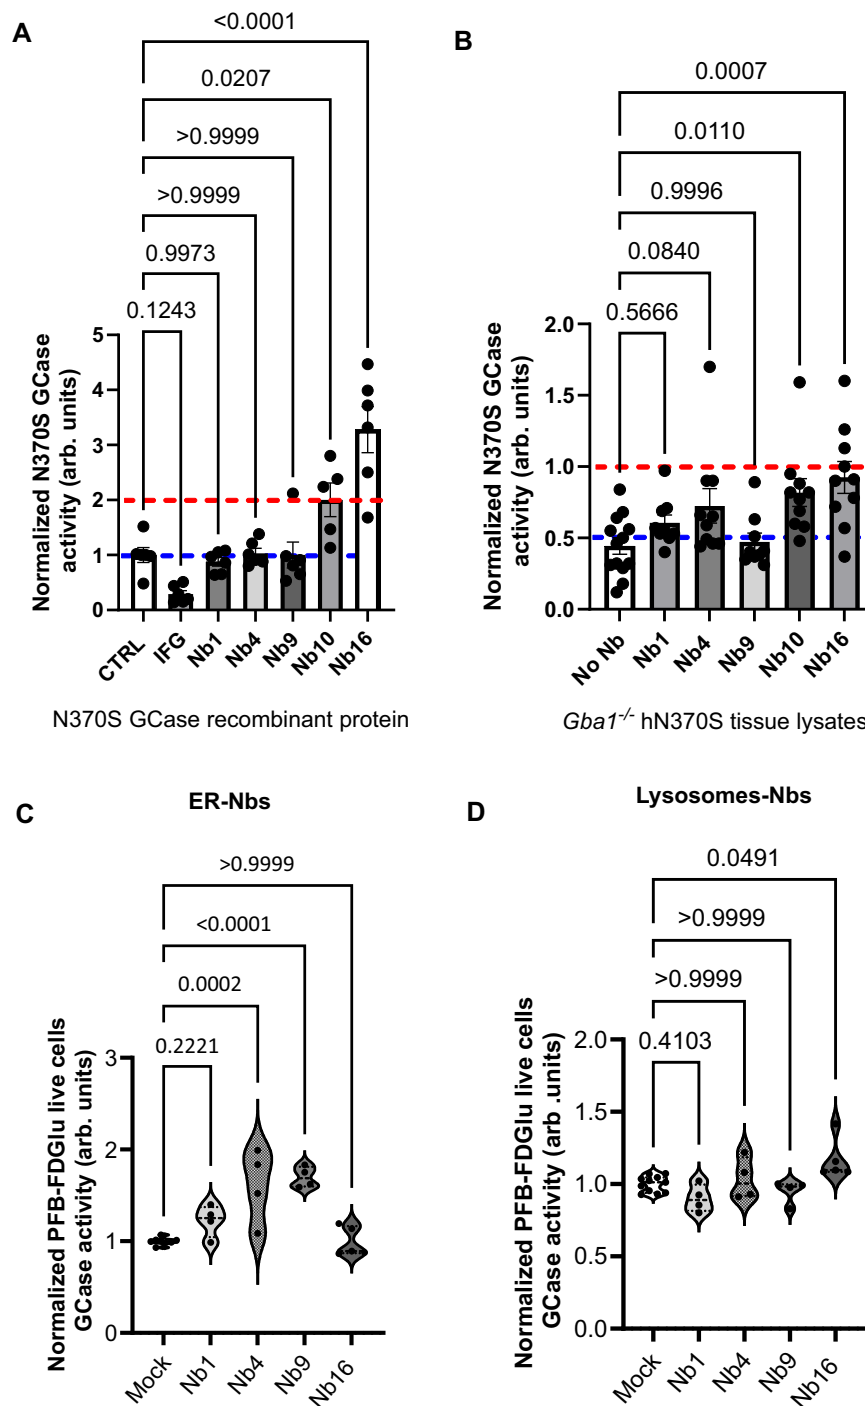 A
<0.0001
0.0207
>0.9999
>0.9999
0.9973
0.1243
Normalized N370S GCase
activity (arb. units)
5
4
3
2
1
0
CTRL
IFG
Nb1
Nb4
Nb9
Nb10
Nb16
N370S GCase recombinant protein
B
0.0007
0.0110
0.9996
0.0840
0.5666
Normalized N370S GCase
activity (arb. units)
2.0
1.5
1.0
0.5
0.0
No Nb
Nb1
Nb4
Nb9
Nb10
Nb16
Gba1-/- hN370S tissue lysates
C
ER-Nbs
>0.9999
<0.0001
0.0002
0.2221
Normalized PFB-FDGlu live cells
GCase activity (arb. units)
3
2
1
0
Mock
Nb1
Nb4
Nb9
Nb16
D
Lysosomes-Nbs
0.0491
>0.9999
>0.9999
0.4103
Normalized PFB-FDGlu live cells
GCase activity (arb .units)
2.0
1.5
1.0
0.5
0.0
Mock
Nb1
Nb4
Nb9
Nb16